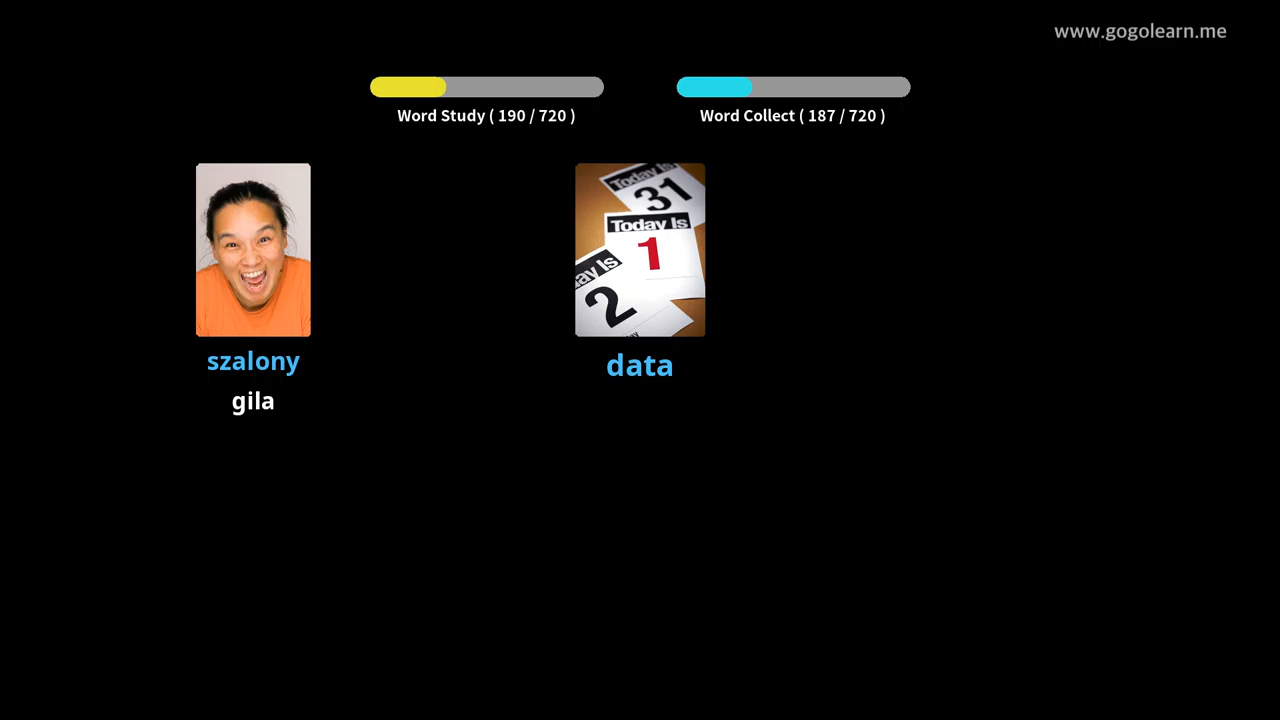 www.gogolearn.me
Word Study ( 190 / 720 )
Word Collect ( 187 / 720 )
Today Is
31
Today Is
1
ay Is
2
szalony
data
gila